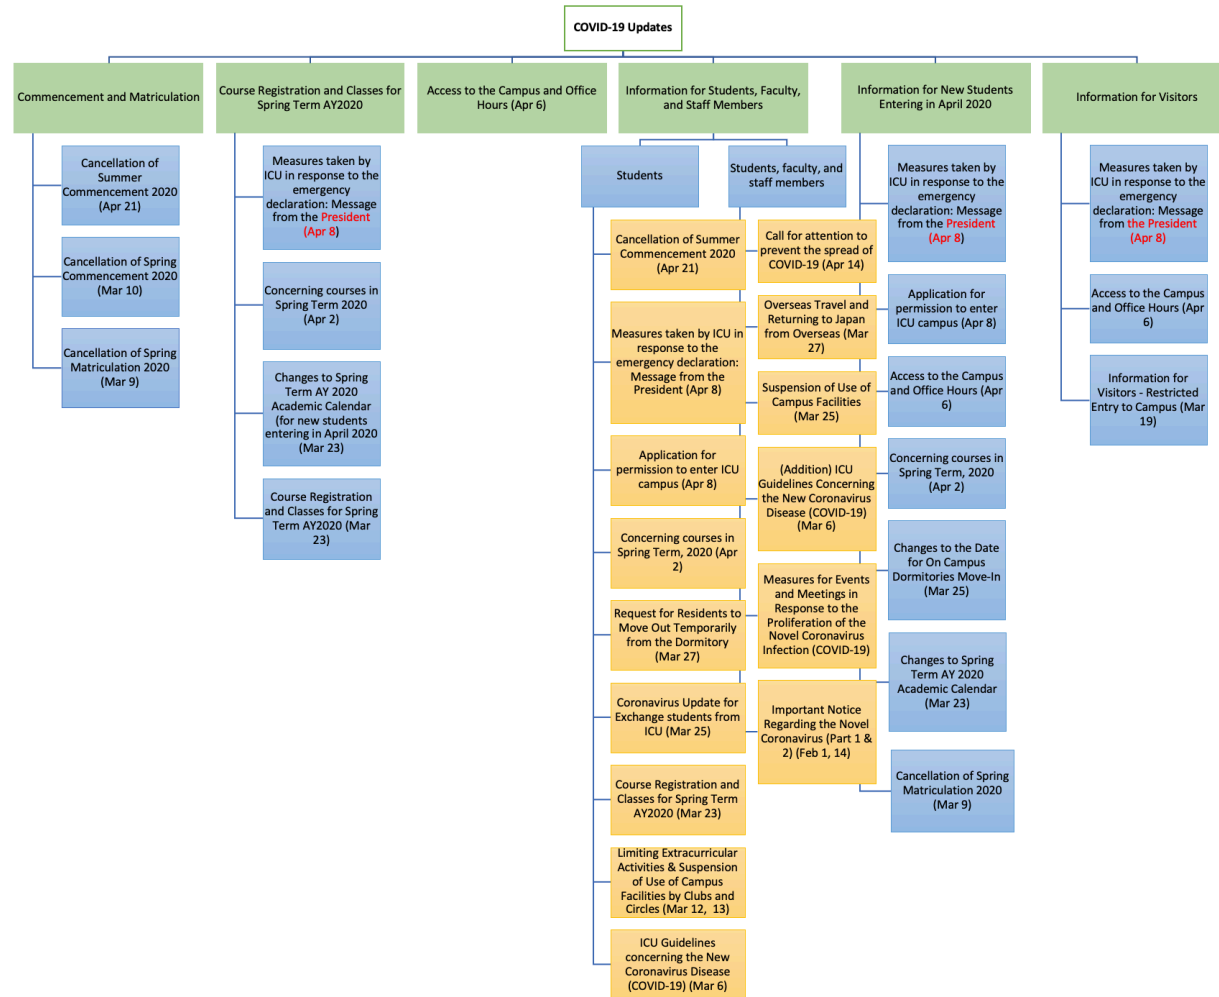 COVID-19 Updates
Commencement and Matriculation
Cancellation of
Summer
Commencement 2020
(Apr 21)
Cancellation of Spring
Commencement 2020
(Mar 10)
Cancellation of Spring
Matriculation 2020
(Mar 9)
Course Registration and Classes for
Spring Term AY2020
Measures taken by
ICU in response to the
emergency
declaration: Message
from the President
(Apr 8)
Concerning courses in
Spring Term 2020
(Apr 2)
Changes to Spring
Term AY 2020
Academic Calendar
(for new students
entering in April 2020
(Mar 23)
Course Registration
and Classes for Spring
Term AY2020 (Mar
23)
Access to the Campus and Office
Hours (Apr 6)
Information for Students, Faculty,
and Staff Members
Students
Cancellation of Summer
Commencement 2020
(Apr 21)
Measures taken by ICU in
response to the
emergency declaration:
Message from the
President (Apr 8)
Application for
permission to enter ICU
campus (Apr 8)
Concerning courses in
Spring Term, 2020 (Apr
2)
Request for Residents to
Move Out Temporarily
from the Dormitory
(Mar 27)
Coronavirus Update for
Exchange students from
ICU (Mar 25)
Course Registration and
Classes for Spring Term
AY2020 (Mar 23)
Limiting Extracurricular
Activities & Suspension
of Use of Campus
Facilities by Clubs and
Circles (Mar 12,  13)
ICU Guidelines
concerning the New
Coronavirus Disease
(COVID-19) (Mar 6)
Students, faculty, and
staff members
Call for attention to
prevent the spread of
COVID-19 (Apr 14)
Overseas Travel and
Returning to Japan
from Overseas (Mar
27)
Suspension of Use of
Campus Facilities
(Mar 25)
(Addition) ICU
Guidelines Concerning
the New Coronavirus
Disease (COVID-19)
(Mar 6)
Measures for Events
and Meetings in
Response to the
Proliferation of the
Novel Coronavirus
Infection (COVID-19)
Important Notice
Regarding the Novel
Coronavirus (Part 1 &
2) (Feb 1, 14)
Information for New Students
Entering in April 2020
Measures taken by
ICU in response to the
emergency
declaration: Message
from the President
(Apr 8)
Application for
permission to enter
ICU campus (Apr 8)
Access to the Campus
and Office Hours (Apr
6)
Concerning courses in
Spring Term, 2020
(Apr 2)
Changes to the Date
for On Campus
Dormitories Move-In
(Mar 25)
Changes to Spring
Term AY 2020
Academic Calendar
(Mar 23)
Cancellation of Spring
Matriculation 2020
(Mar 9)
Information for Visitors
Measures taken by
ICU in response to the
emergency
declaration: Message
from the President
(Apr 8)
Access to the Campus
and Office Hours (Apr
6)
Information for
Visitors - Restricted
Entry to Campus (Mar
19)